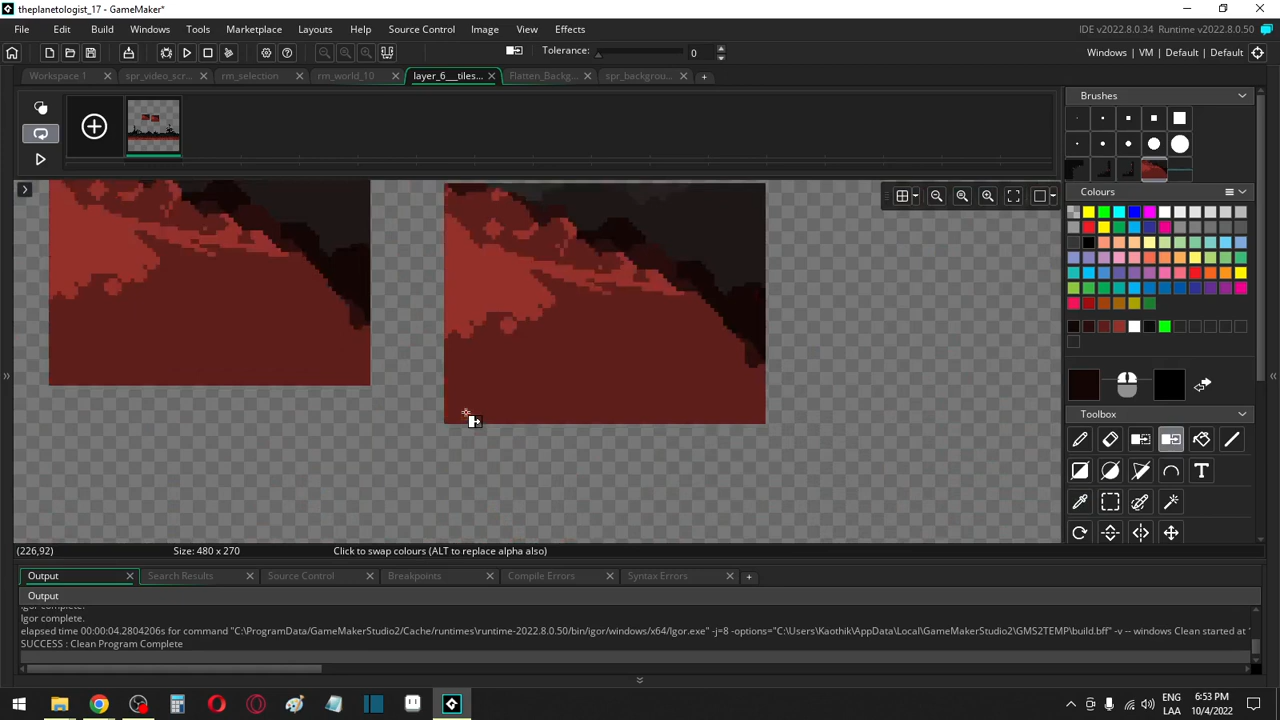 theplanetologist_17 - GameMaker*
File Edit Build Windows Tools Marketplace Layouts Help Source Control Image View Effects
IDE v2022.8.0.34 Runtime v2022.8.0.50
Tolerance: 0
Windows | VM | Default | Default
Workspace 1 spr_video_scr... rm_selection rm_world_10 layer_6___tiles... Flatten_Backg... spr_backgrou...
Brushes
Colours
Toolbox
(226,92) Size: 480 x 270 Click to swap colours (ALT to replace alpha also)
Output Search Results Source Control Breakpoints Compile Errors Syntax Errors
Output
Igor complete.
Igor complete.
elapsed time 00:00:04.2804206s for command "C:\ProgramData/GameMakerStudio2/Cache/runtimes\runtime-2022.8.0.50/bin/igor/windows/x64/Igor.exe" -j=8 -options="C:\Users\Kaothik\AppData\Local\GameMakerStudio2\GMS2TEMP\build.bff" -v -- windows Clean started at
SUCCESS : Clean Program Complete
ENG
LAA
6:53 PM
10/4/2022